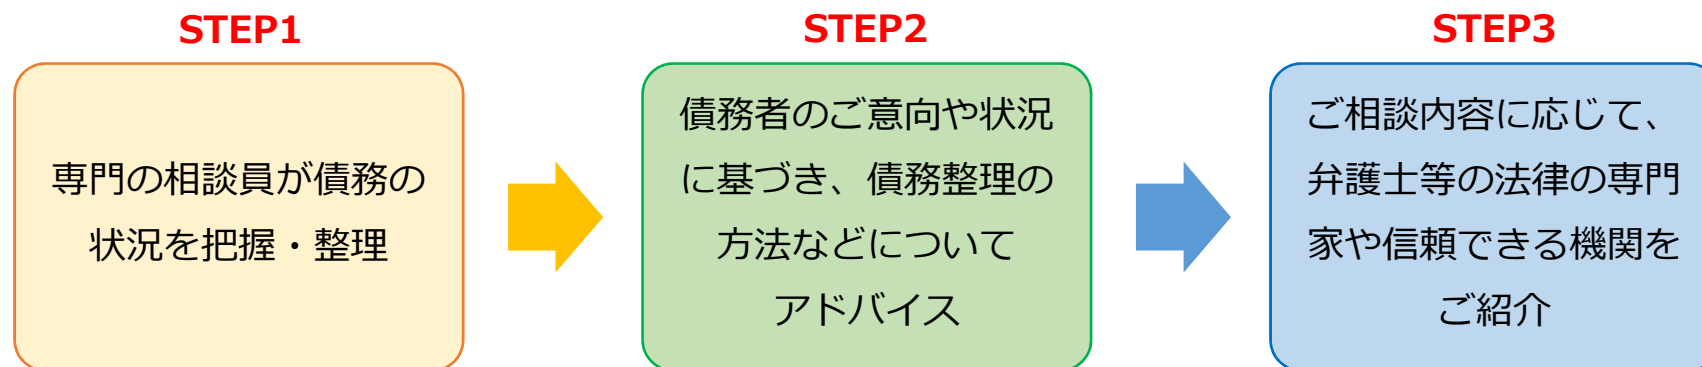 STEP1
専門の相談員が債務の
状況を把握・整理
STEP2
債務者のご意向や状況
に基づき、債務整理の
方法などについて
アドバイス
STEP3
ご相談内容に応じて、
弁護士等の法律の専門
家や信頼できる機関を
ご紹介